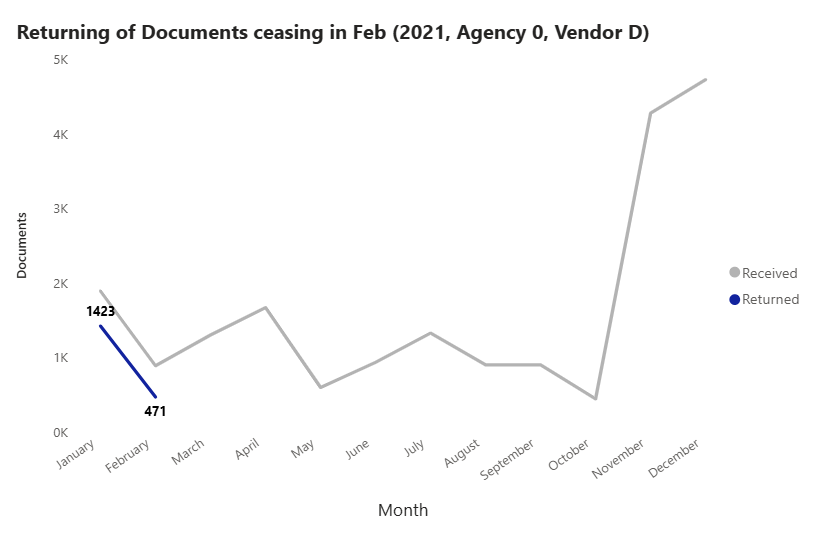 Returning of Documents ceasing in Feb (2021, Agency 0, Vendor D)
5K
4K
3K
2K
1K
0K
Documents
1423
471
Received
Returned
January
February
March
April
May
June
July
August
September
October
November
December
Month